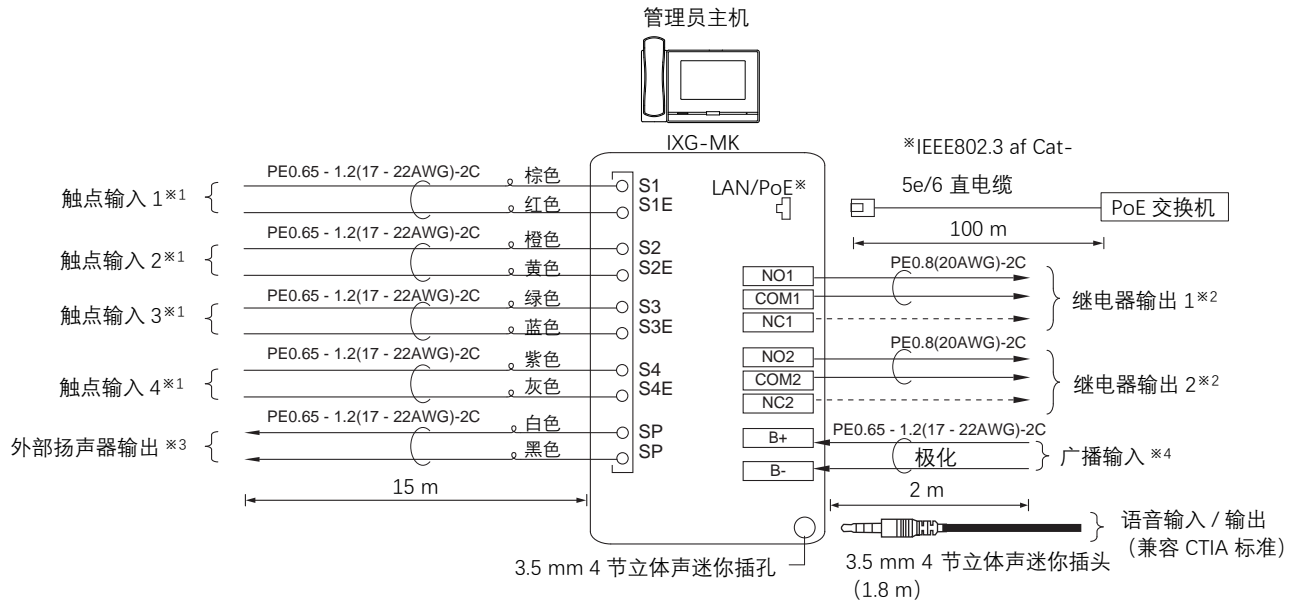 管理员主机
IXG-MK
※IEEE802.3 af Cat-
5e/6 直电缆
LAN/PoE※
PoE 交换机
100 m
触点输入 1※1
PE0.65 - 1.2(17 - 22AWG)-2C
棕色
S1
红色
S1E
触点输入 2※1
PE0.65 - 1.2(17 - 22AWG)-2C
橙色
S2
黄色
S2E
触点输入 3※1
PE0.65 - 1.2(17 - 22AWG)-2C
绿色
S3
蓝色
S3E
触点输入 4※1
PE0.65 - 1.2(17 - 22AWG)-2C
紫色
S4
灰色
S4E
外部扬声器输出 ※3
PE0.65 - 1.2(17 - 22AWG)-2C
白色
SP
黑色
SP
15 m
NO1
COM1
NC1
PE0.8(20AWG)-2C
继电器输出 1※2
NO2
COM2
NC2
PE0.8(20AWG)-2C
继电器输出 2※2
B+
B-
PE0.65 - 1.2(17 - 22AWG)-2C
极化
广播输入 ※4
2 m
语音输入 / 输出
（兼容 CTIA 标准）
3.5 mm 4 节立体声迷你插孔
3.5 mm 4 节立体声迷你插头
（1.8 m）